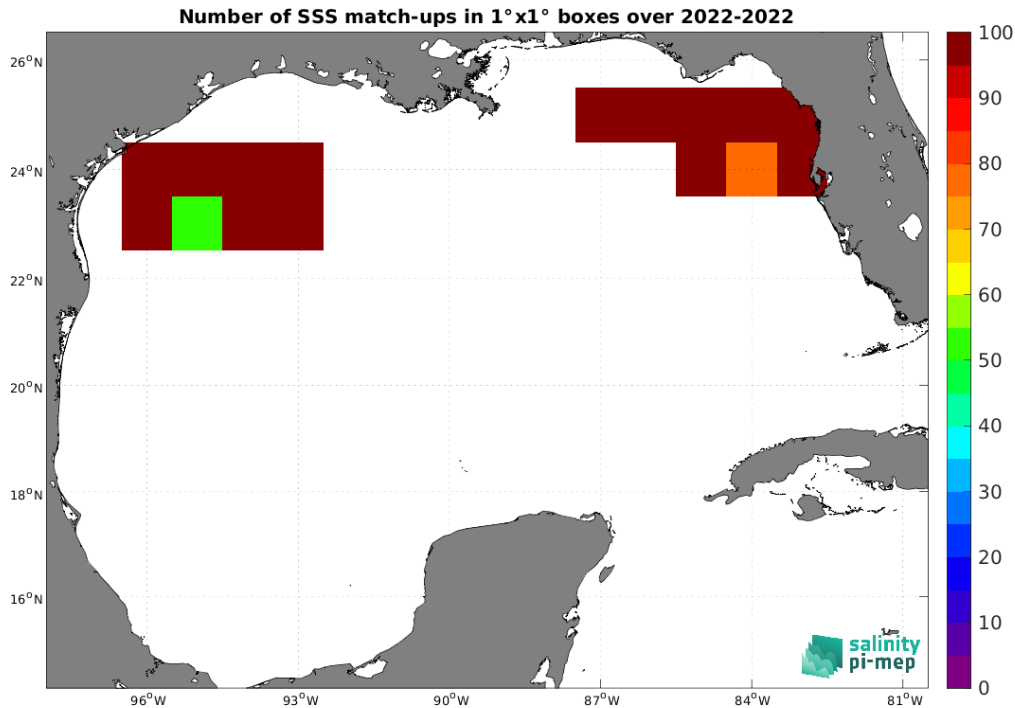 Number of SSS match-ups in 1°x1° boxes over 2022-2022
26°N
24°N
22°N
20°N
18°N
16°N
96°W
93°W
90°W
87°W
84°W
81°W
100
90
80
70
60
50
40
30
20
10
0
salinity
pi-mep